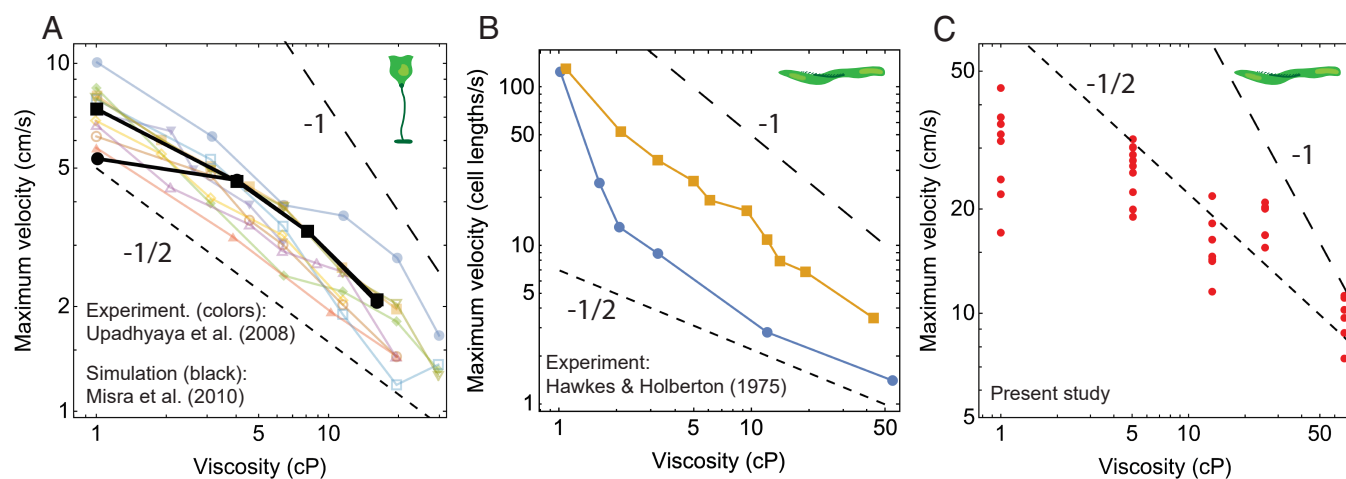 A
10
5
2
1
1
5
10
Maximum velocity (cm/s)
Viscosity (cP)
-1
-1/2
Experiment. (colors):
Upadhyaya et al. (2008)
Simulation (black):
Misra et al. (2010)
B
100
50
10
5
1
1
5
10
50
Maximum velocity (cell lengths/s)
Viscosity (cP)
-1
-1/2
Experiment:
Hawkes & Holberton (1975)
C
50
20
10
5
1
5
10
50
Maximum velocity (cm/s)
Viscosity (cP)
-1/2
-1
Present study